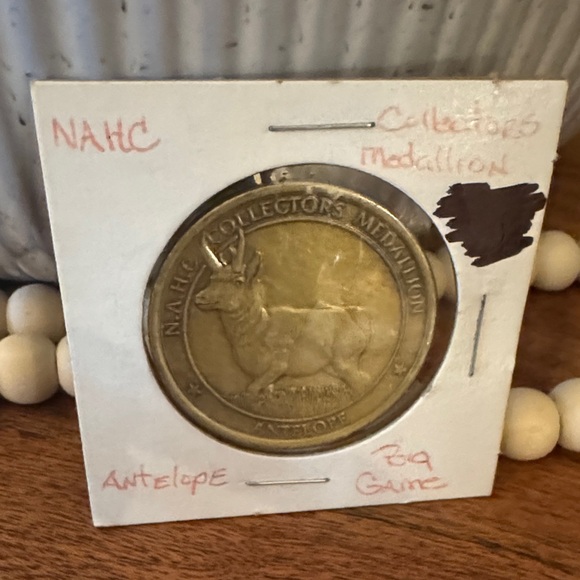 NAHC
Collectors
Medallion
N.A.H.C. COLLECTORS MEDALLION
ANTELOPE
Antelope
Big
Game